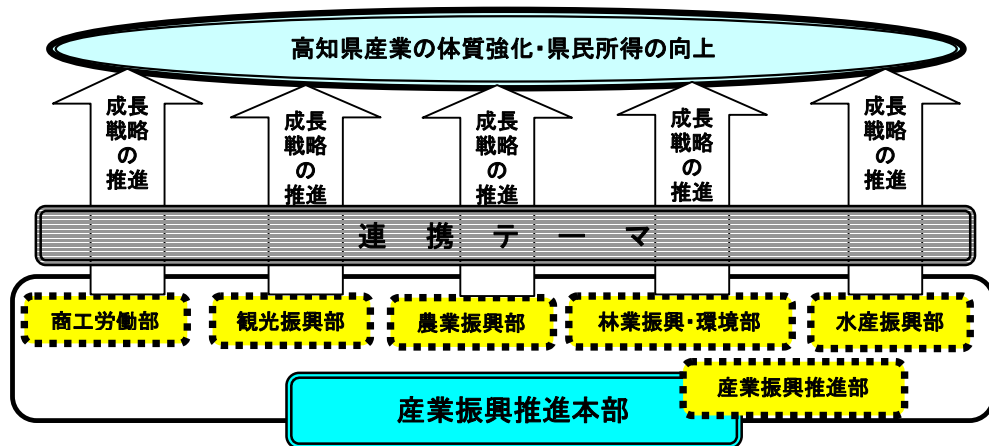 高知県産業の体質強化・県民所得の向上
成長
戦略
の
推進
成長
戦略
の
推進
成長
戦略
の
推進
成長
戦略
の
推進
成長
戦略
の
推進
連携テーマ
商工労働部
観光振興部
農業振興部
林業振興・環境部
水産振興部
産業振興推進部
産業振興推進本部